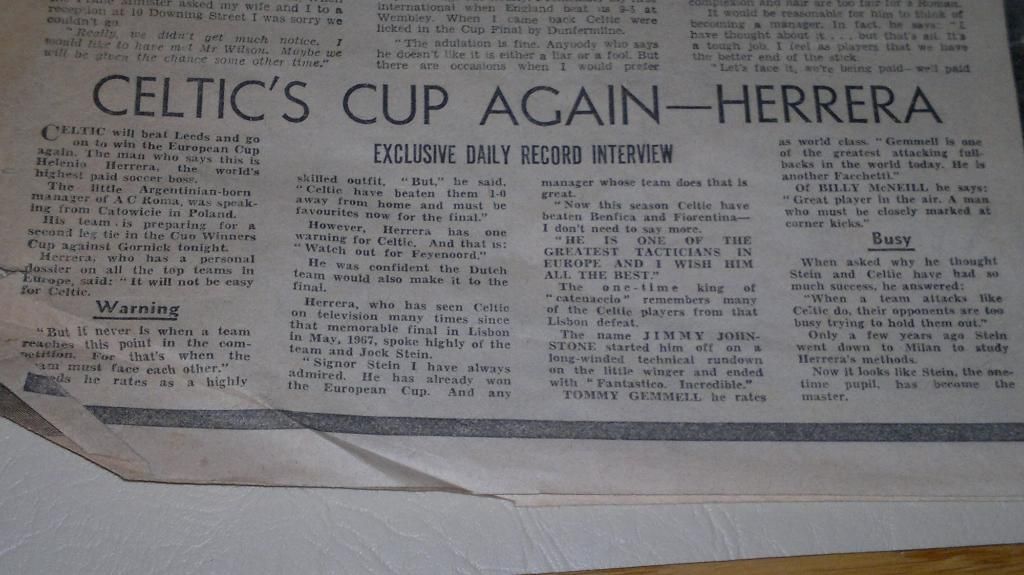 minister asked my wife and I to a
reception at 10 Downing Street I was sorry we
couldn't go.
"Really, we didn't get much notice. I
would like to have met Mr Wilson. Maybe we
will be given the chance some other time."
international when England beat us 9-3 at
Wembley. When I came back Celtic were
licked in the Cup Final by Dunfermline.
"The adulation is fine. Anybody who says
he doesn't like it is either a liar or a fool. But
there are occasions when I would prefer
complexion and hair are too fair for a Roman.
It would be reasonable for him to think of
becoming a manager. In fact, he says: "I
have thought about it . . . but that's all. It's
a tough job. I feel as players that we have
the better end of the stick.
"Let's face it, we're being paid—well paid
CELTIC'S CUP AGAIN—HERRERA
EXCLUSIVE DAILY RECORD INTERVIEW
CELTIC will beat Leeds and go
on to win the European Cup
again. The man who says this is
Helenio Herrera, the world's
highest paid soccer boss.
The little Argentinian-born
manager of A C Roma, was speak-
ing from Catowicie in Poland.
His team is preparing for a
second leg tie in the Cup Winners
Cup against Gornick tonight.
Herrera, who has a personal
dossier on all the top teams in
Europe, said: "It will not be easy
for Celtic.
Warning
"But it never is when a team
reaches this point in the com-
petition. For that's when the
must face each other."
he rates as a highly
skilled outfit, "But," he said,
"Celtic have beaten them 1-0
away from home and must be
favourites now for the final."
However, Herrera has one
warning for Celtic. And that is:
"Watch out for Feyenoord."
He was confident the Dutch
team would also make it to the
final.
Herrera, who has seen Celtic
on television many times since
that memorable final in Lisbon
in May, 1967, spoke highly of the
team and Jock Stein.
"Signor Stein I have always
admired. He has already won
the European Cup. And any
manager whose team does that is
great.
"Now this season Celtic have
beaten Benfica and Fiorentina—
I don't need to say more.
"HE IS ONE OF THE
GREATEST TACTICIANS IN
EUROPE AND I WISH HIM
ALL THE BEST."
The one-time king of
"catenaccio" remembers many
of the Celtic players from that
Lisbon defeat.
The name JIMMY JOHN-
STONE started him off on a
long-winded technical rundown
on the little winger and ended
with "Fantastico. Incredible."
TOMMY GEMMELL he rates
as world class. "Gemmell is one
of the greatest attacking full-
backs in the world today. He is
another Facchetti."
Of BILLY McNEILL he says:
"Great player in the air. A man
who must be closely marked at
corner kicks."
Busy
When asked why he thought
Stein and Celtic have had so
much success, he answered:
"When a team attacks like
Celtic do, their opponents are too
busy trying to hold them out."
Only a few years ago Stein
went down to Milan to study
Herrera's methods.
Now it looks like Stein, the one-
time pupil, has become the
master.